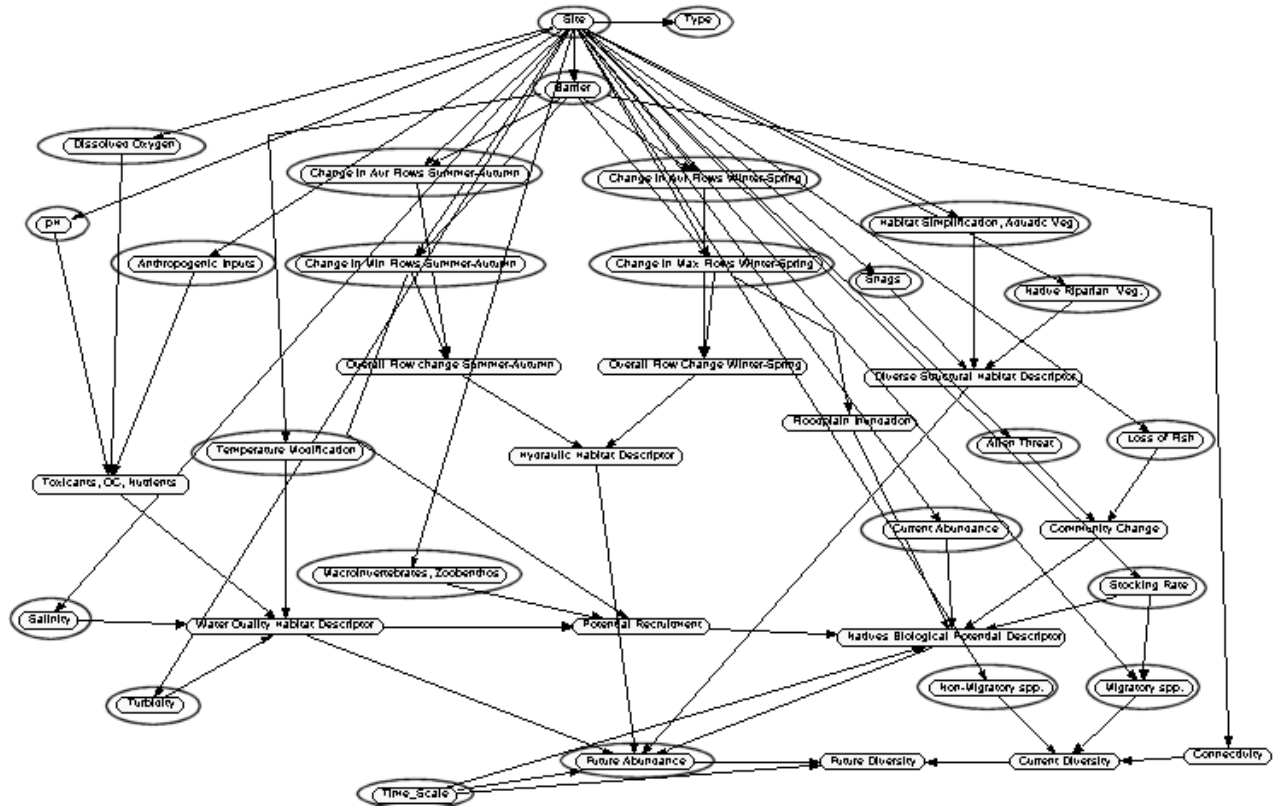 Site
Type
Barrier
Dissolved Oxygen
Change in Avr Flows Summer-Autumn
Change in Avr Flows Winter-Spring
pH
Habitat Simplification, Aquatic Veg
Anthropogenic Inputs
Change in Min Flows Summer-Autumn
Change in Max Flows Winter-Spring
Snags
Native Riparian Veg.
Overall Flow change Summer-Autumn
Overall Flow Change Winter-Spring
Diverse Structural Habitat Descriptor
Floodplain Inundation
Temperature Modification
Hydraulic Habitat Descriptor
Alien Threat
Loss of Fish
Toxicants, OC, Nutrients
Current Abundance
Community Change
Macroinvertebrates, Zoobenthos
Stocking Rate
Salinity
Water Quality Habitat Descriptor
Potential Recruitment
Natives Biological Potential Descriptor
Turbidity
Non-Migratory spp.
Migratory spp.
Future Abundance
Future Diversity
Current Diversity
Connectivity
Time_Scale